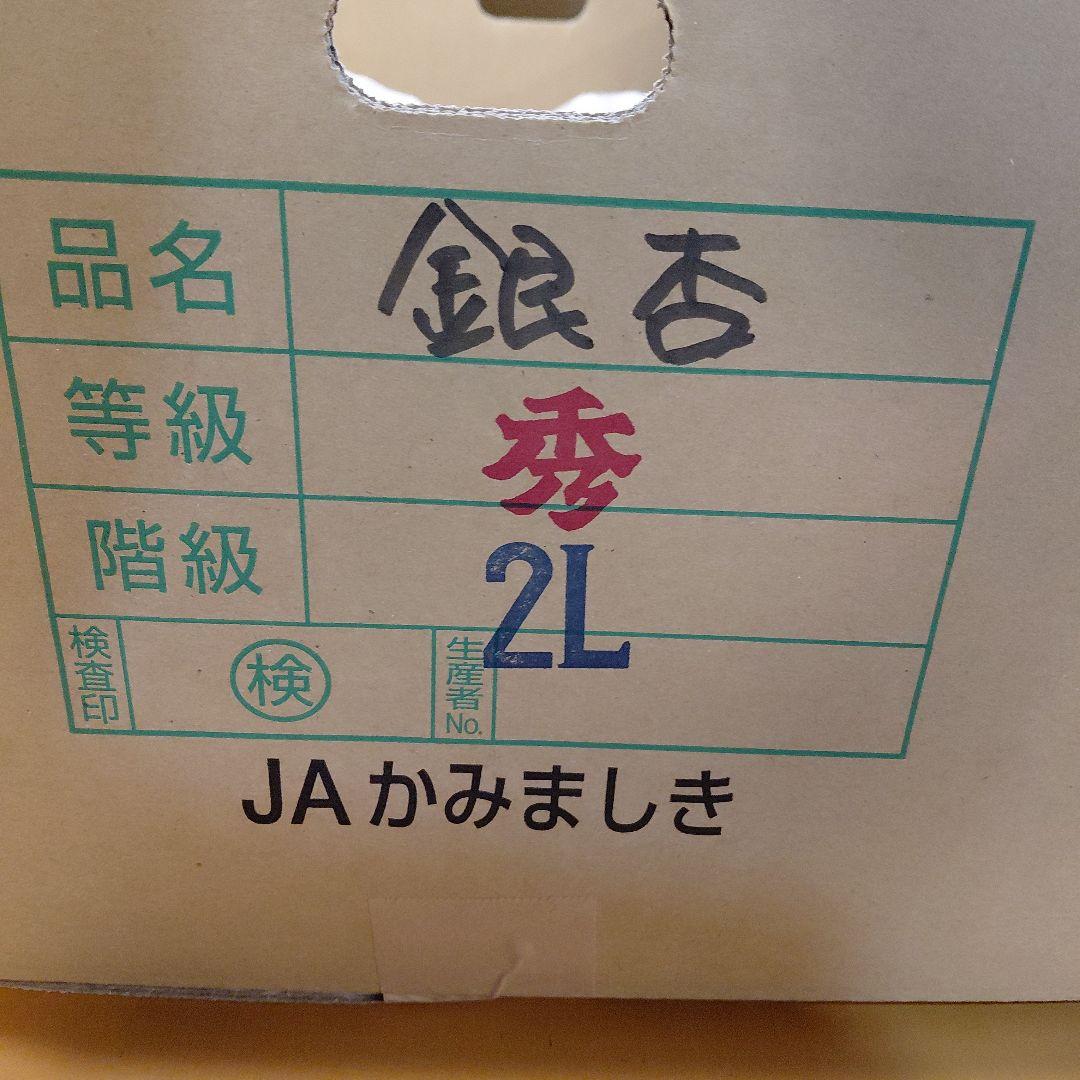 品名 銀杏
等級 秀
階級 2L
検査印 検 生産者No.
JAかみましき